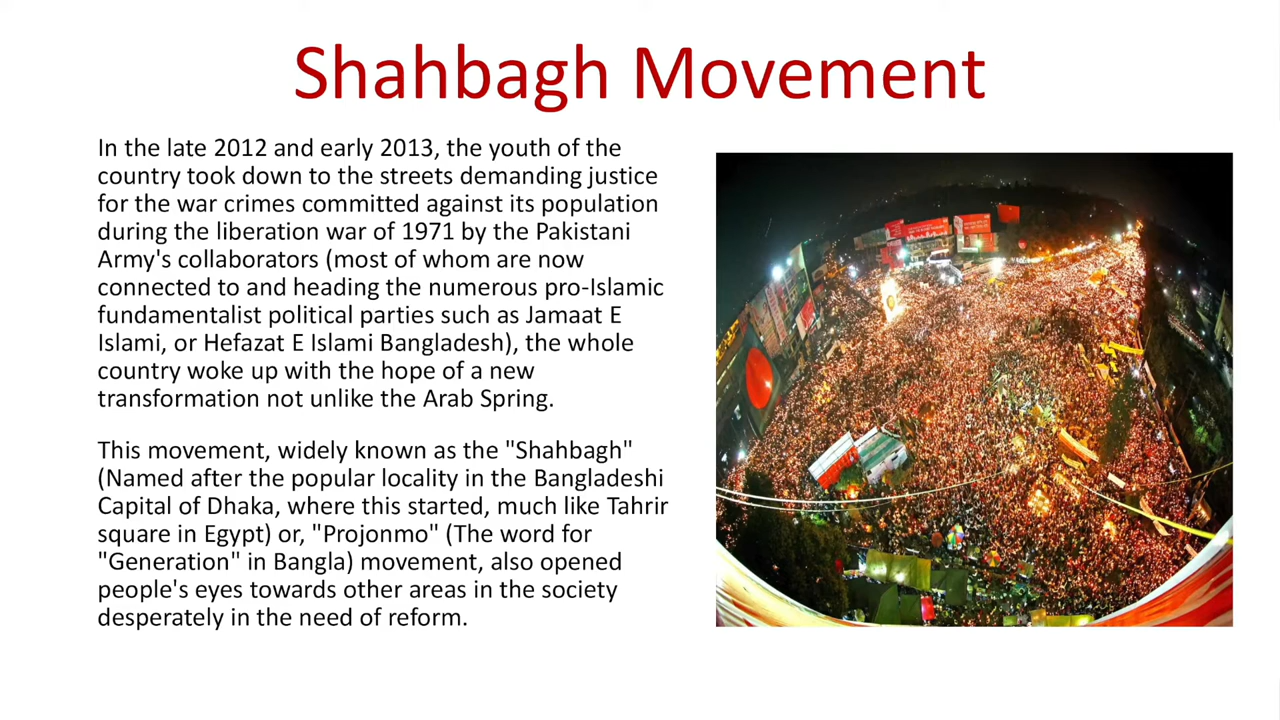 Shahbagh Movement
In the late 2012 and early 2013, the youth of the
country took down to the streets demanding justice
for the war crimes committed against its population
during the liberation war of 1971 by the Pakistani
Army's collaborators (most of whom are now
connected to and heading the numerous pro-Islamic
fundamentalist political parties such as Jamaat E
Islami, or Hefazat E Islami Bangladesh), the whole
country woke up with the hope of a new
transformation not unlike the Arab Spring.
This movement, widely known as the "Shahbagh"
(Named after the popular locality in the Bangladeshi
Capital of Dhaka, where this started, much like Tahrir
square in Egypt) or, "Projonmo" (The word for
"Generation" in Bangla) movement, also opened
people's eyes towards other areas in the society
desperately in the need of reform.